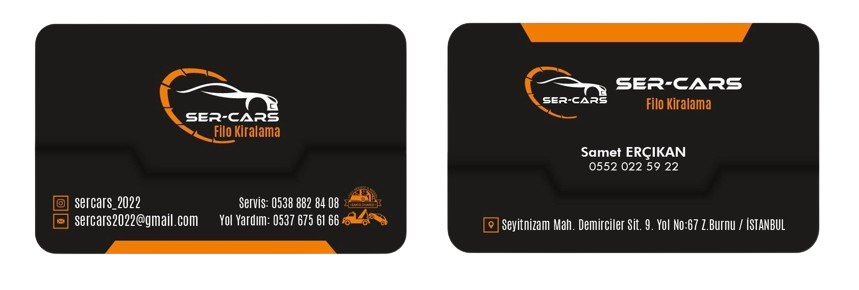 SER-CARS
Filo Kiralama
sercars_2022
sercars2022@gmail.com
Servis: 0538 882 84 08
Yol Yardım: 0537 675 61 66
SER-CARS
SER-CARS
Filo Kiralama
Samet ERÇIKAN
0552 022 59 22
Seyitnizam Mah. Demirciler Sit. 9. Yol No:67 Z.Burnu / İSTANBUL